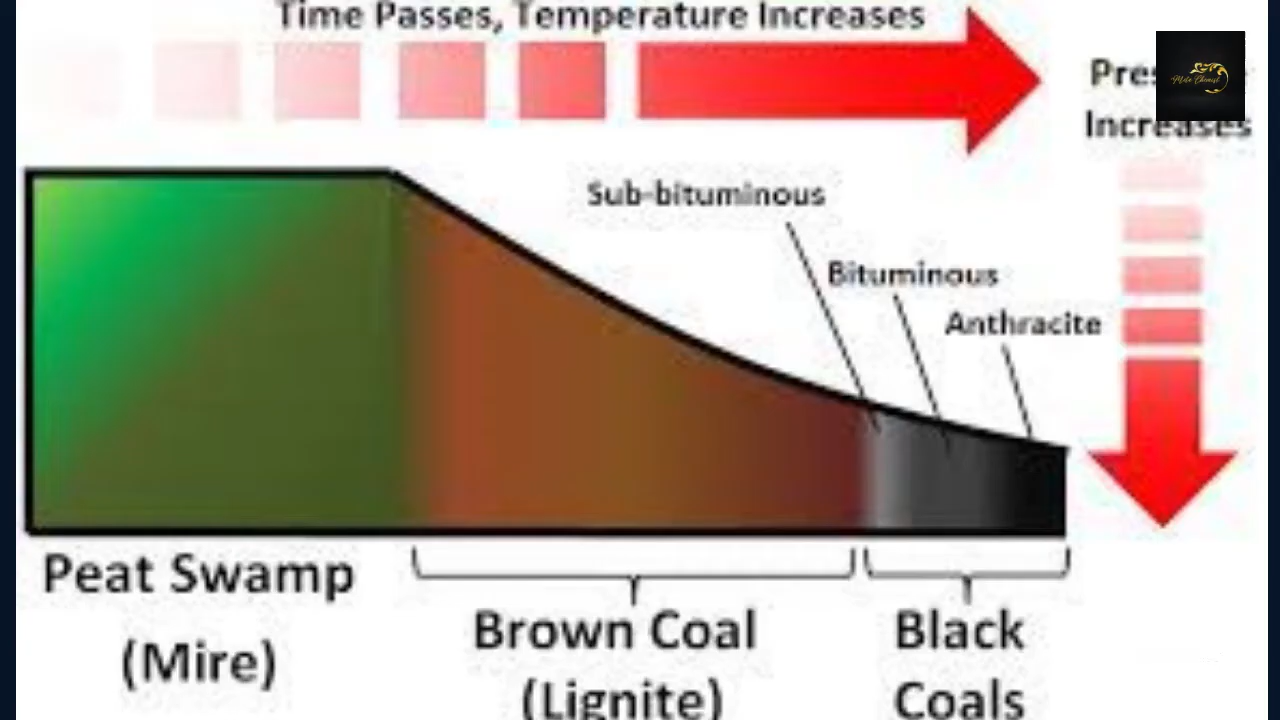 Time Passes, Temperature Increases
Increases
Sub-bituminous
Bituminous
Anthracite
Peat Swamp
(Mire)
Brown Coal
(Lignite)
Black
Coals